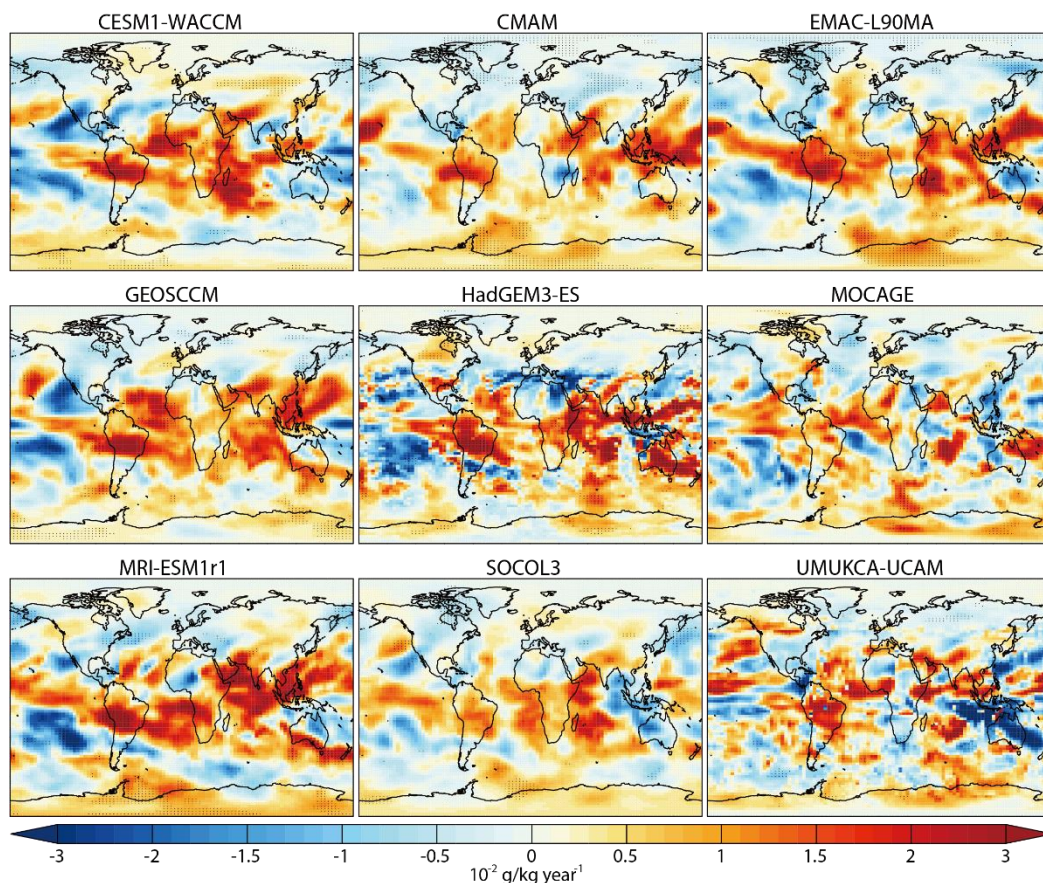 CESM1-WACCM CMAM EMAC-L90MA
GEOSCCM HadGEM3-ES MOCAGE
MRI-ESM1r1 SOCOL3 UMUKCA-UCAM
-3 -2 -1.5 -1 -0.5 0 0.5 1 1.5 2 3
10⁻² g/kg year⁻¹